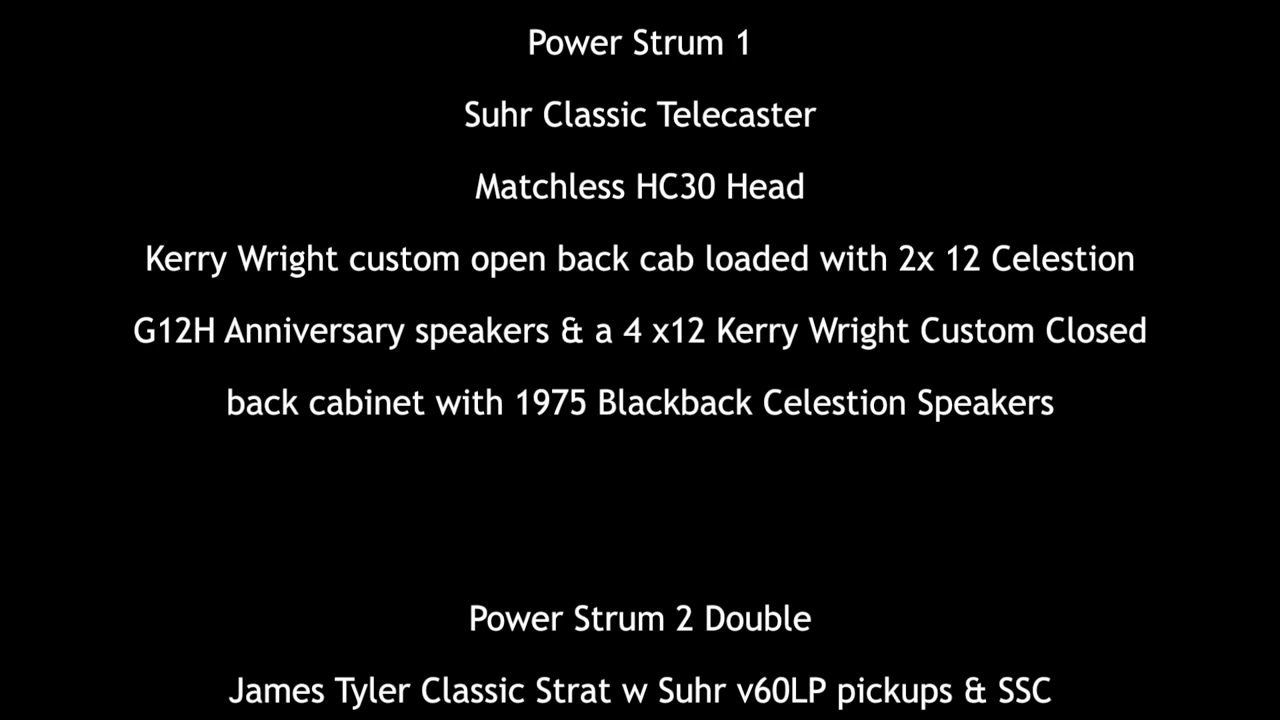 Power Strum 1
Suhr Classic Telecaster
Matchless HC30 Head
Kerry Wright custom open back cab loaded with 2x 12 Celestion
G12H Anniversary speakers & a 4 x12 Kerry Wright Custom Closed
back cabinet with 1975 Blackback Celestion Speakers
Power Strum 2 Double
James Tyler Classic Strat w Suhr v60LP pickups & SSC